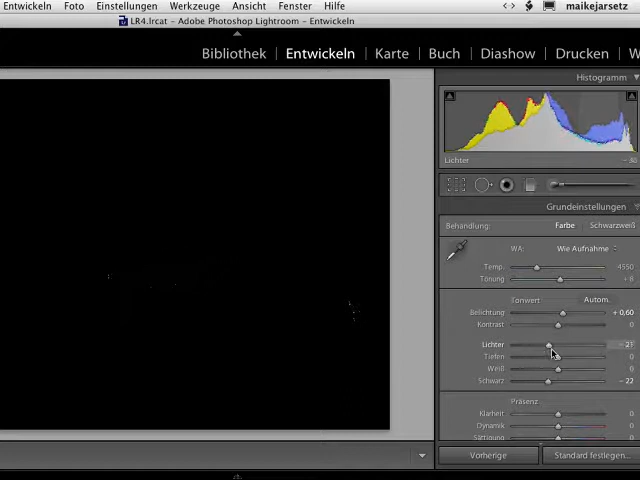 Entwickeln Foto Einstellungen Werkzeuge Ansicht Fenster Hilfe maikejarsetz
LR4.lrcat - Adobe Photoshop Lightroom - Entwickeln
Bibliothek Entwickeln Karte Buch Diashow Drucken W
Histogramm
Lichter
Grundeinstellungen
Behandlung: Farbe Schwarzweiß
WA: Wie Aufnahme
Temp. 4550
Tönung + 8
Tonwert Autom.
Belichtung + 0,60
Kontrast 0
Lichter
Tiefen 0
Weiß 0
Schwarz - 22
Präsenz
Klarheit 0
Dynamik 0
Sättigung 0
Vorherige Standard festlegen...